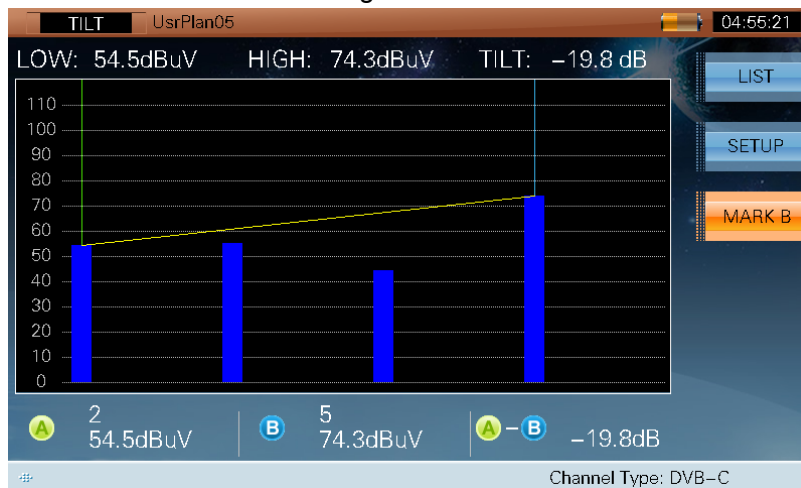 TILT UsrPlan05 04:55:21
LOW: 54.5dBuV HIGH: 74.3dBuV TILT: −19.8 dB
LIST
SETUP
MARK B
110
100
90
80
70
60
50
40
30
20
10
0
A 2 54.5dBuV
B 5 74.3dBuV
A − B −19.8dB
Channel Type: DVB−C